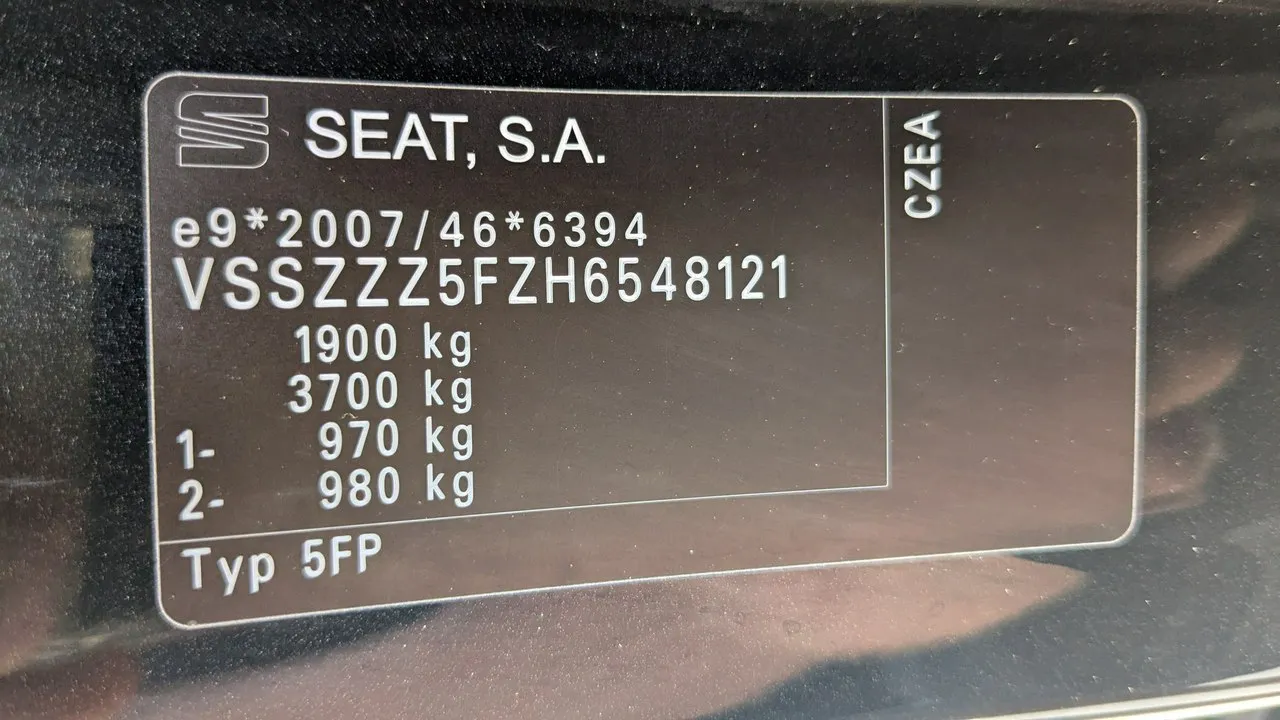 SEAT, S.A.
e9*2007/46*6394
VSSZZZ5FZH6548121
1900 kg
3700 kg
1- 970 kg
2- 980 kg
Typ 5FP
CZEA